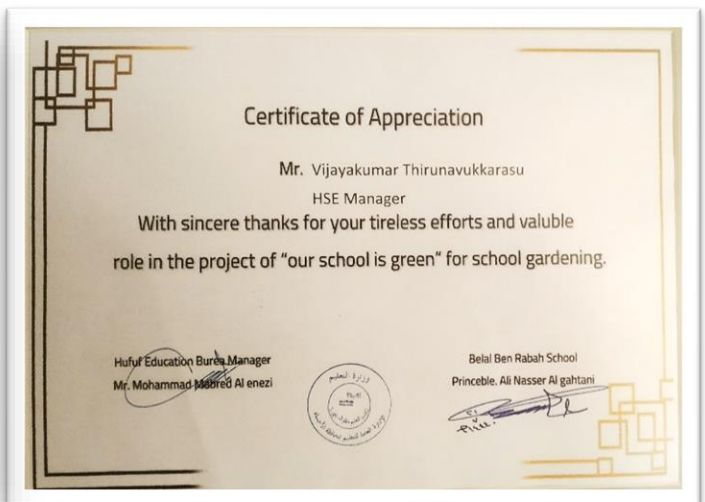 Certificate of Appreciation
Mr. Vijayakumar Thirunavukkarasu
HSE Manager
With sincere thanks for your tireless efforts and valuble
role in the project of "our school is green" for school gardening.
Hufuf Education Burea Manager
Mr. Mohammad Al enezi
Belal Ben Rabah School
Princeble. Ali Nasser Al gahtani
وزارة التعليم